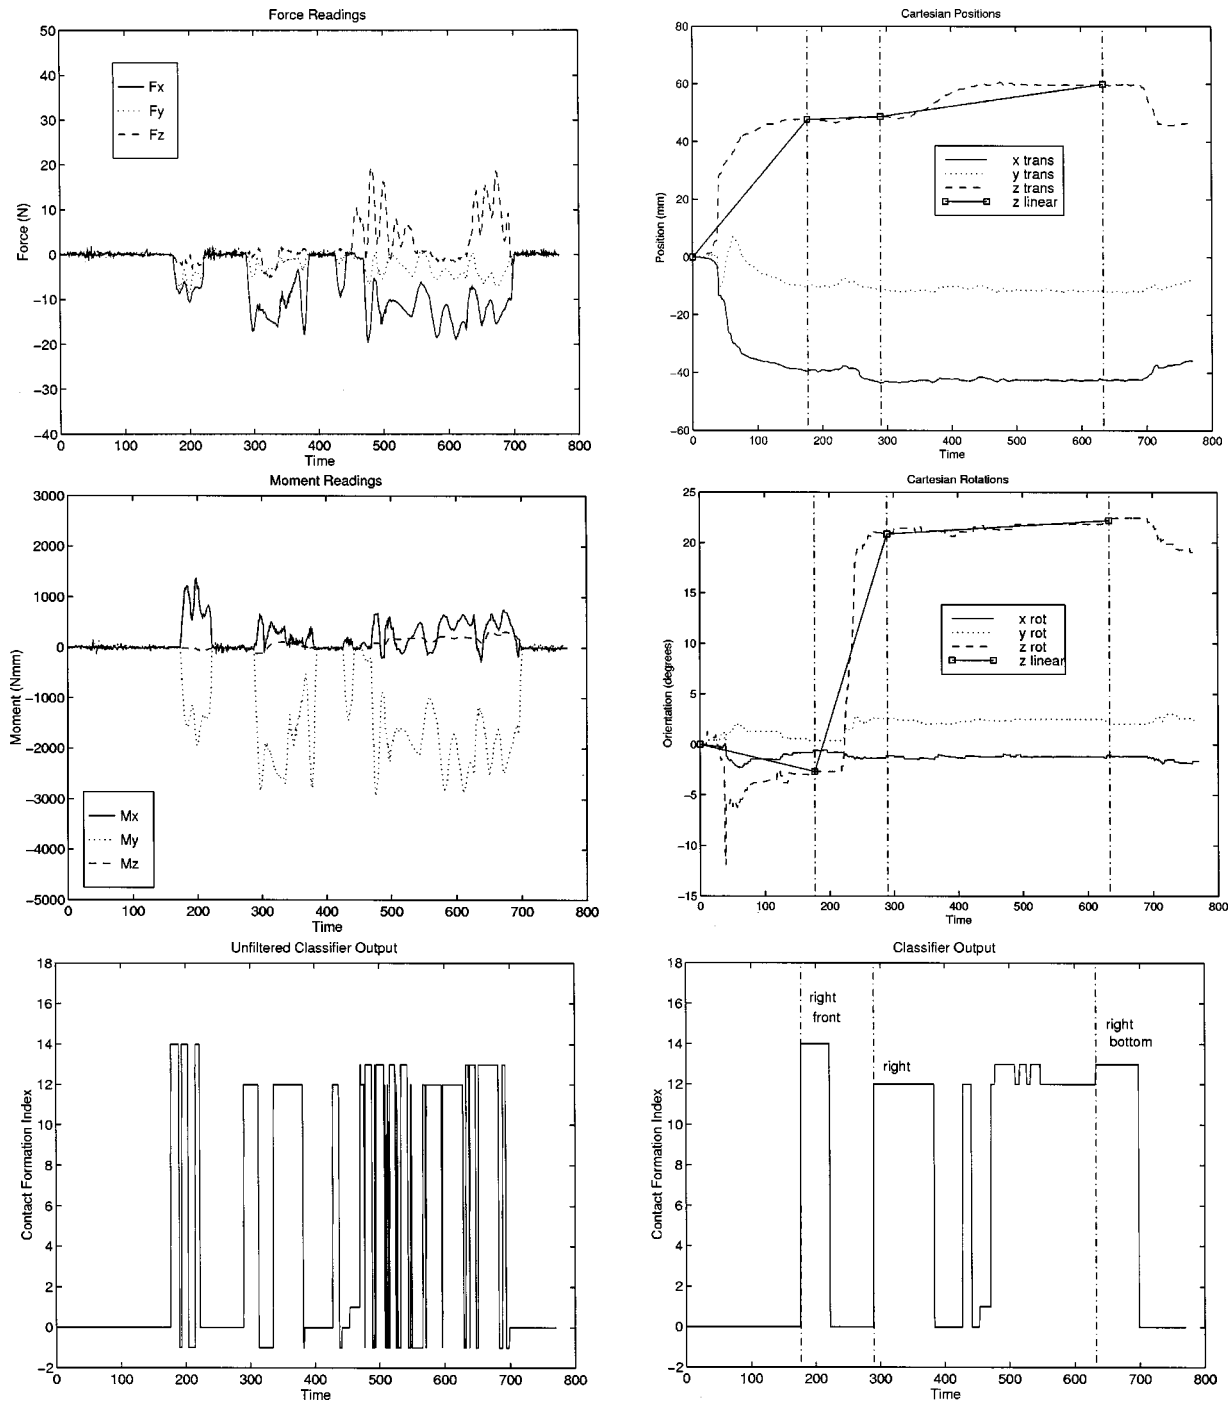 Force Readings
50
40
30
20
10
0
−10
−20
−30
−40
Force (N)
Fx
Fy
Fz
0 100 200 300 400 500 600 700 800
Time
Cartesian Positions
80
60
40
20
0
−20
−40
−60
Position (mm)
x trans
y trans
z trans
z linear
0 100 200 300 400 500 600 700 800
Time
Moment Readings
3000
2000
1000
0
−1000
−2000
−3000
−4000
−5000
Moment (Nmm)
Mx
My
Mz
0 100 200 300 400 500 600 700 800
Time
Cartesian Rotations
25
20
15
10
5
0
−5
−10
−15
Orientation (degrees)
x rot
y rot
z rot
z linear
0 100 200 300 400 500 600 700 800
Time
Unfiltered Classifier Output
18
16
14
12
10
8
6
4
2
0
−2
Contact Formation Index
0 100 200 300 400 500 600 700 800
Time
Classifier Output
18
16
14
12
10
8
6
4
2
0
−2
Contact Formation Index
right
front
right
right
bottom
0 100 200 300 400 500 600 700 800
Time